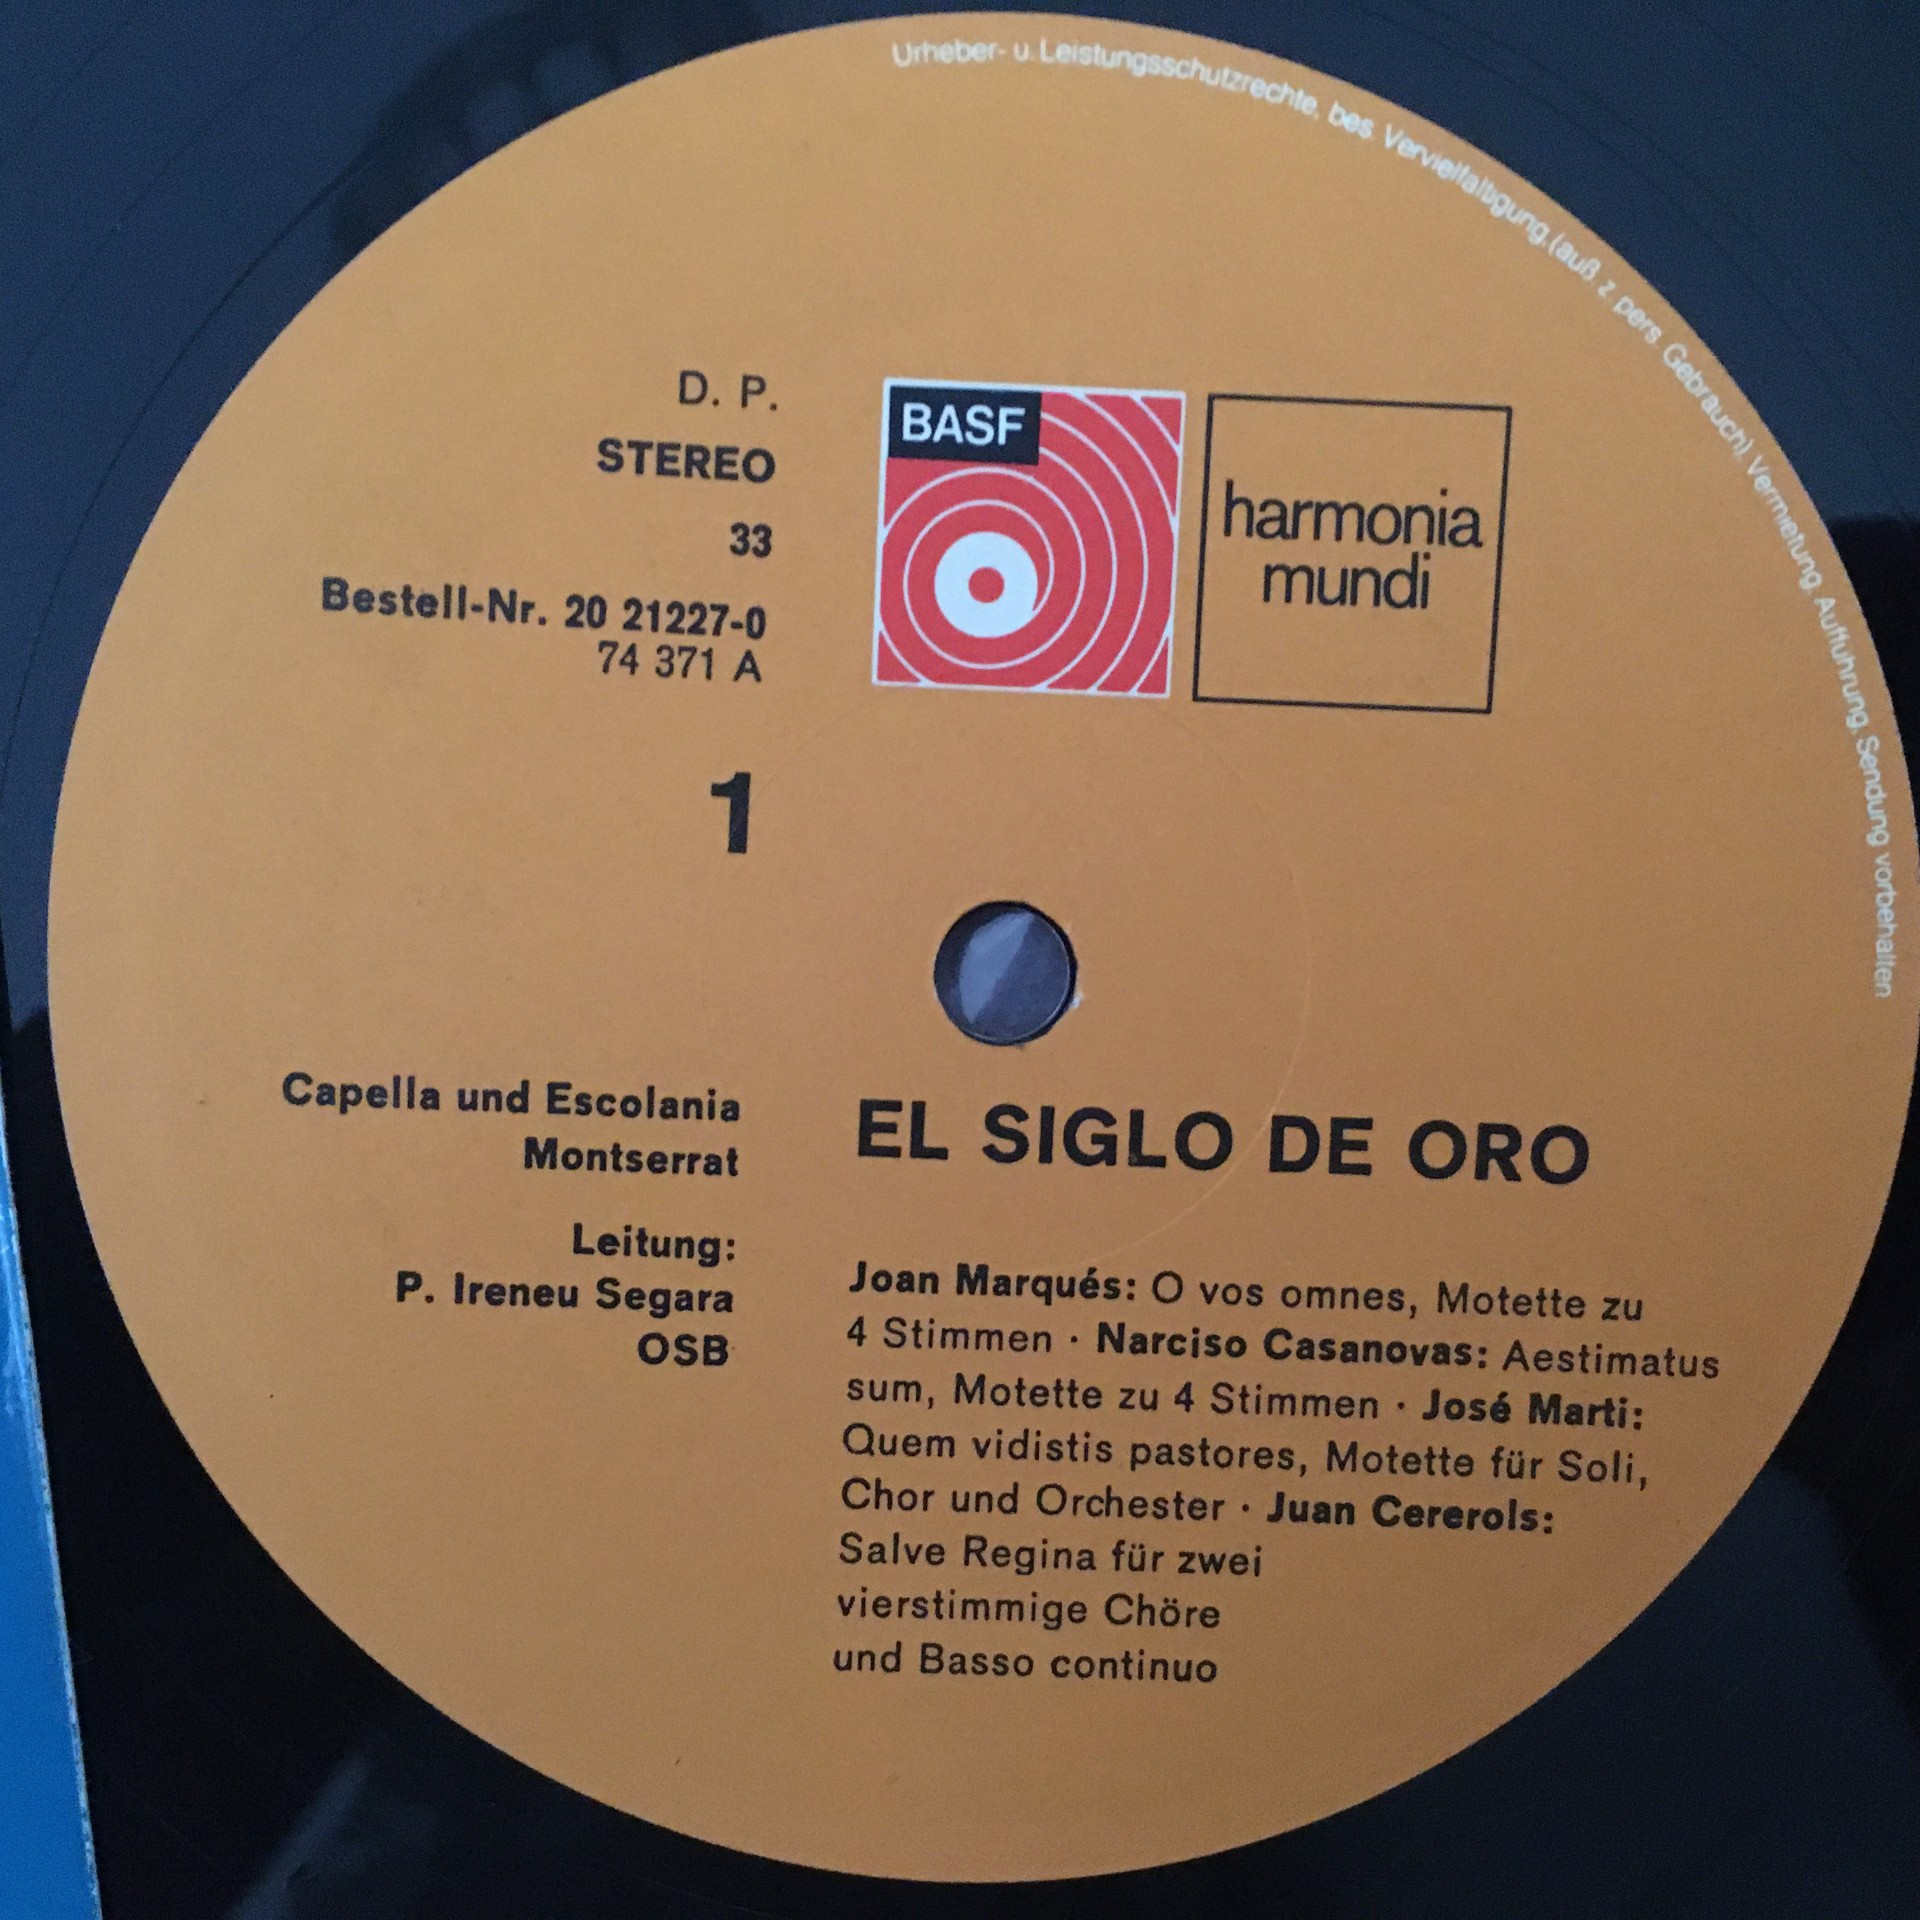 Urheber- u. Leistungsschutzrechte, bes. Vervielfältigung, (auß. z. pers. Gebrauch) Vermietung, Aufführung, Sendung vorbehalten
D. P.
STEREO
33
Bestell-Nr. 20 21227-0
74 371 A
BASF
harmonia
mundi
1
Capella und Escolania
Montserrat
Leitung:
P. Ireneu Segara
OSB
EL SIGLO DE ORO
Joan Marqués: O vos omnes, Motette zu
4 Stimmen · Narciso Casanovas: Aestimatus
sum, Motette zu 4 Stimmen · José Marti:
Quem vidistis pastores, Motette für Soli,
Chor und Orchester · Juan Cererols:
Salve Regina für zwei
vierstimmige Chöre
und Basso continuo